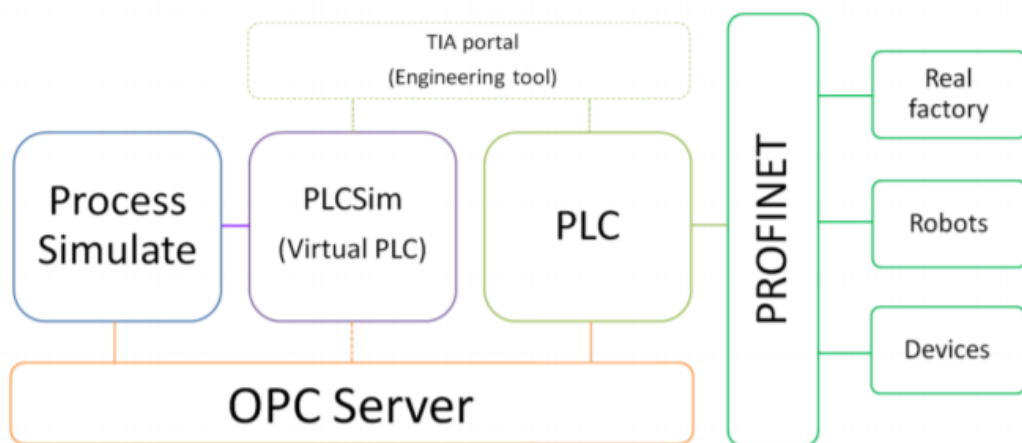 TIA portal
(Engineering tool)
Process
Simulate
PLCSim
(Virtual PLC)
PLC
OPC Server
PROFINET
Real
factory
Robots
Devices